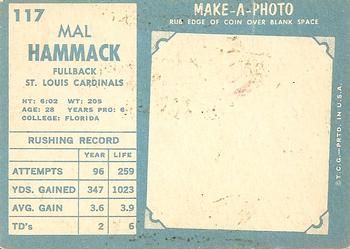 117
MAL
HAMMACK
FULLBACK
ST. LOUIS CARDINALS
HT: 6:02 WT: 205
AGE: 28 YEARS PRO: 6
COLLEGE: FLORIDA
RUSHING RECORD
YEAR LIFE
ATTEMPTS 96 259
YDS. GAINED 347 1023
AVG. GAIN 3.6 3.9
TD's 2 6
MAKE-A-PHOTO
RUB EDGE OF COIN OVER BLANK SPACE
©T.C.G.—PRTD. IN U.S.A.